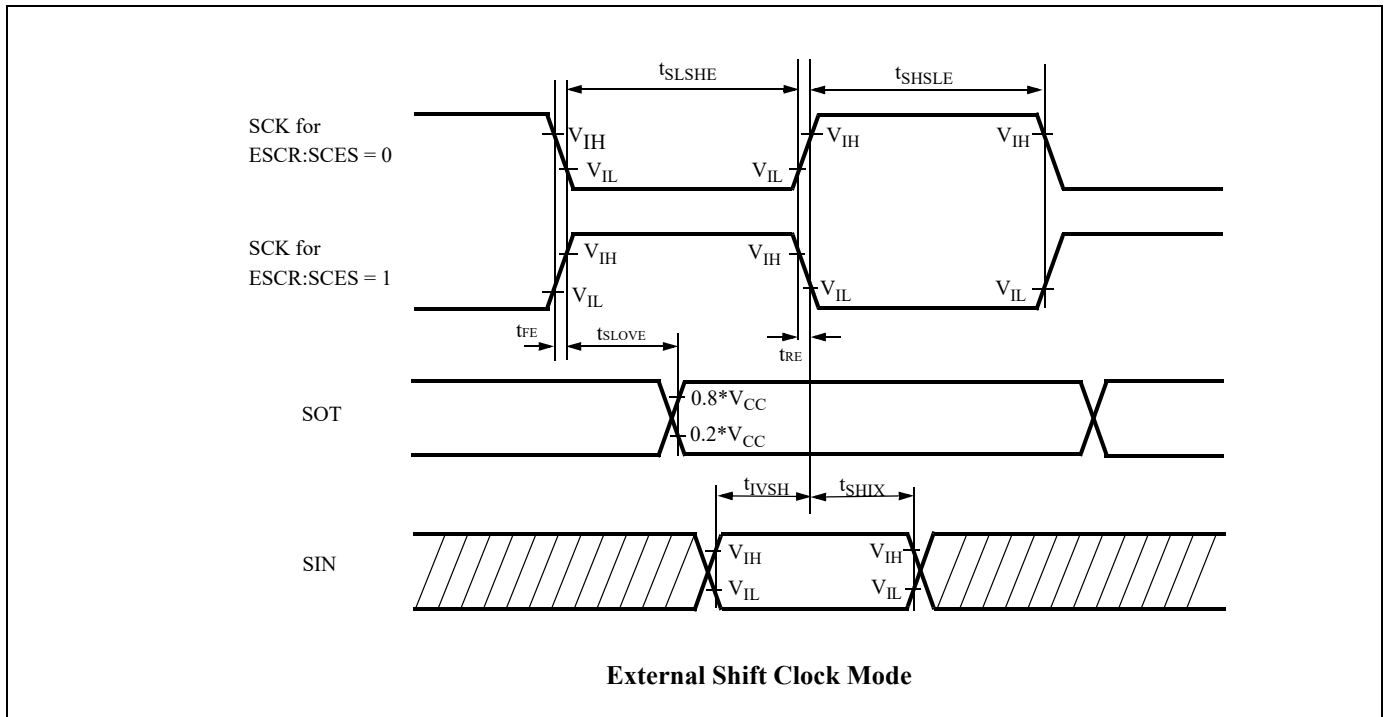 tSLSHE tSHSLE
SCK for
ESCR:SCES = 0
VIH VIH VIH
VIL VIL
SCK for
ESCR:SCES = 1
VIH VIH
VIL VIL VIL
tFE tSLOVE tRE
SOT
0.8*VCC
0.2*VCC
tIVSH tSHIX
SIN
VIH VIH
VIL VIL
External Shift Clock Mode